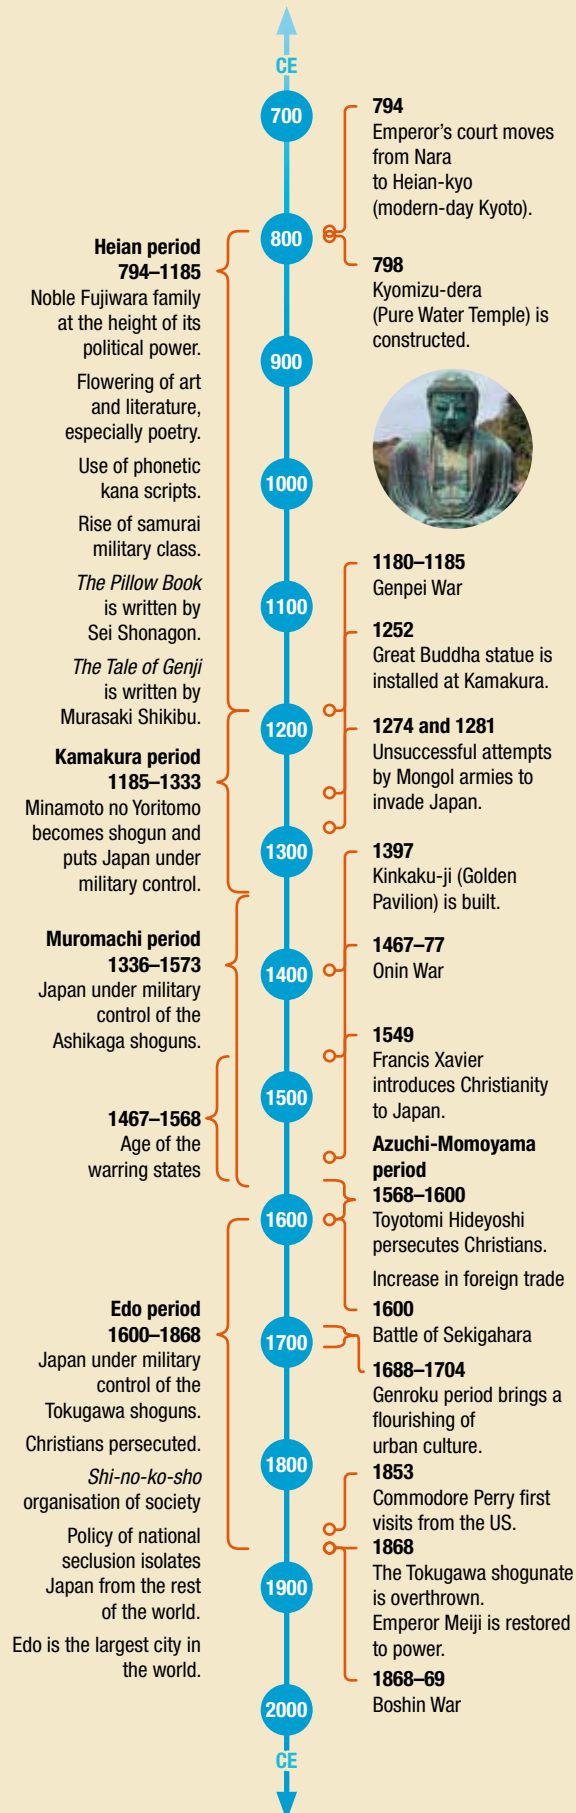 CE
700
800
900
1000
1100
1200
1300
1400
1500
1600
1700
1800
1900
2000
CE
Heian period
794–1185
Noble Fujiwara family
at the height of its
political power.
Flowering of art
and literature,
especially poetry.
Use of phonetic
kana scripts.
Rise of samurai
military class.
The Pillow Book
is written by
Sei Shonagon.
The Tale of Genji
is written by
Murasaki Shikibu.
Kamakura period
1185–1333
Minamoto no Yoritomo
becomes shogun and
puts Japan under
military control.
Muromachi period
1336–1573
Japan under military
control of the
Ashikaga shoguns.
1467–1568
Age of the
warring states
Edo period
1600–1868
Japan under military
control of the
Tokugawa shoguns.
Christians persecuted.
Shi-no-ko-sho
organisation of society
Policy of national
seclusion isolates
Japan from the rest
of the world.
Edo is the largest city in
the world.
794
Emperor’s court moves
from Nara
to Heian-kyo
(modern-day Kyoto).
798
Kyomizu-dera
(Pure Water Temple) is
constructed.
1180–1185
Genpei War
1252
Great Buddha statue is
installed at Kamakura.
1274 and 1281
Unsuccessful attempts
by Mongol armies to
invade Japan.
1397
Kinkaku-ji (Golden
Pavilion) is built.
1467–77
Onin War
1549
Francis Xavier
introduces Christianity
to Japan.
Azuchi-Momoyama
period
1568–1600
Toyotomi Hideyoshi
persecutes Christians.
Increase in foreign trade
1600
Battle of Sekigahara
1688–1704
Genroku period brings a
flourishing of
urban culture.
1853
Commodore Perry first
visits from the US.
1868
The Tokugawa shogunate
is overthrown.
Emperor Meiji is restored
to power.
1868–69
Boshin War